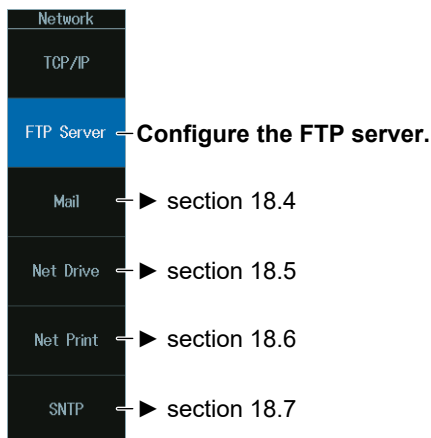 Network
TCP/IP
FTP Server Configure the FTP server.
Mail ► section 18.4
Net Drive ► section 18.5
Net Print ► section 18.6
SNTP ► section 18.7